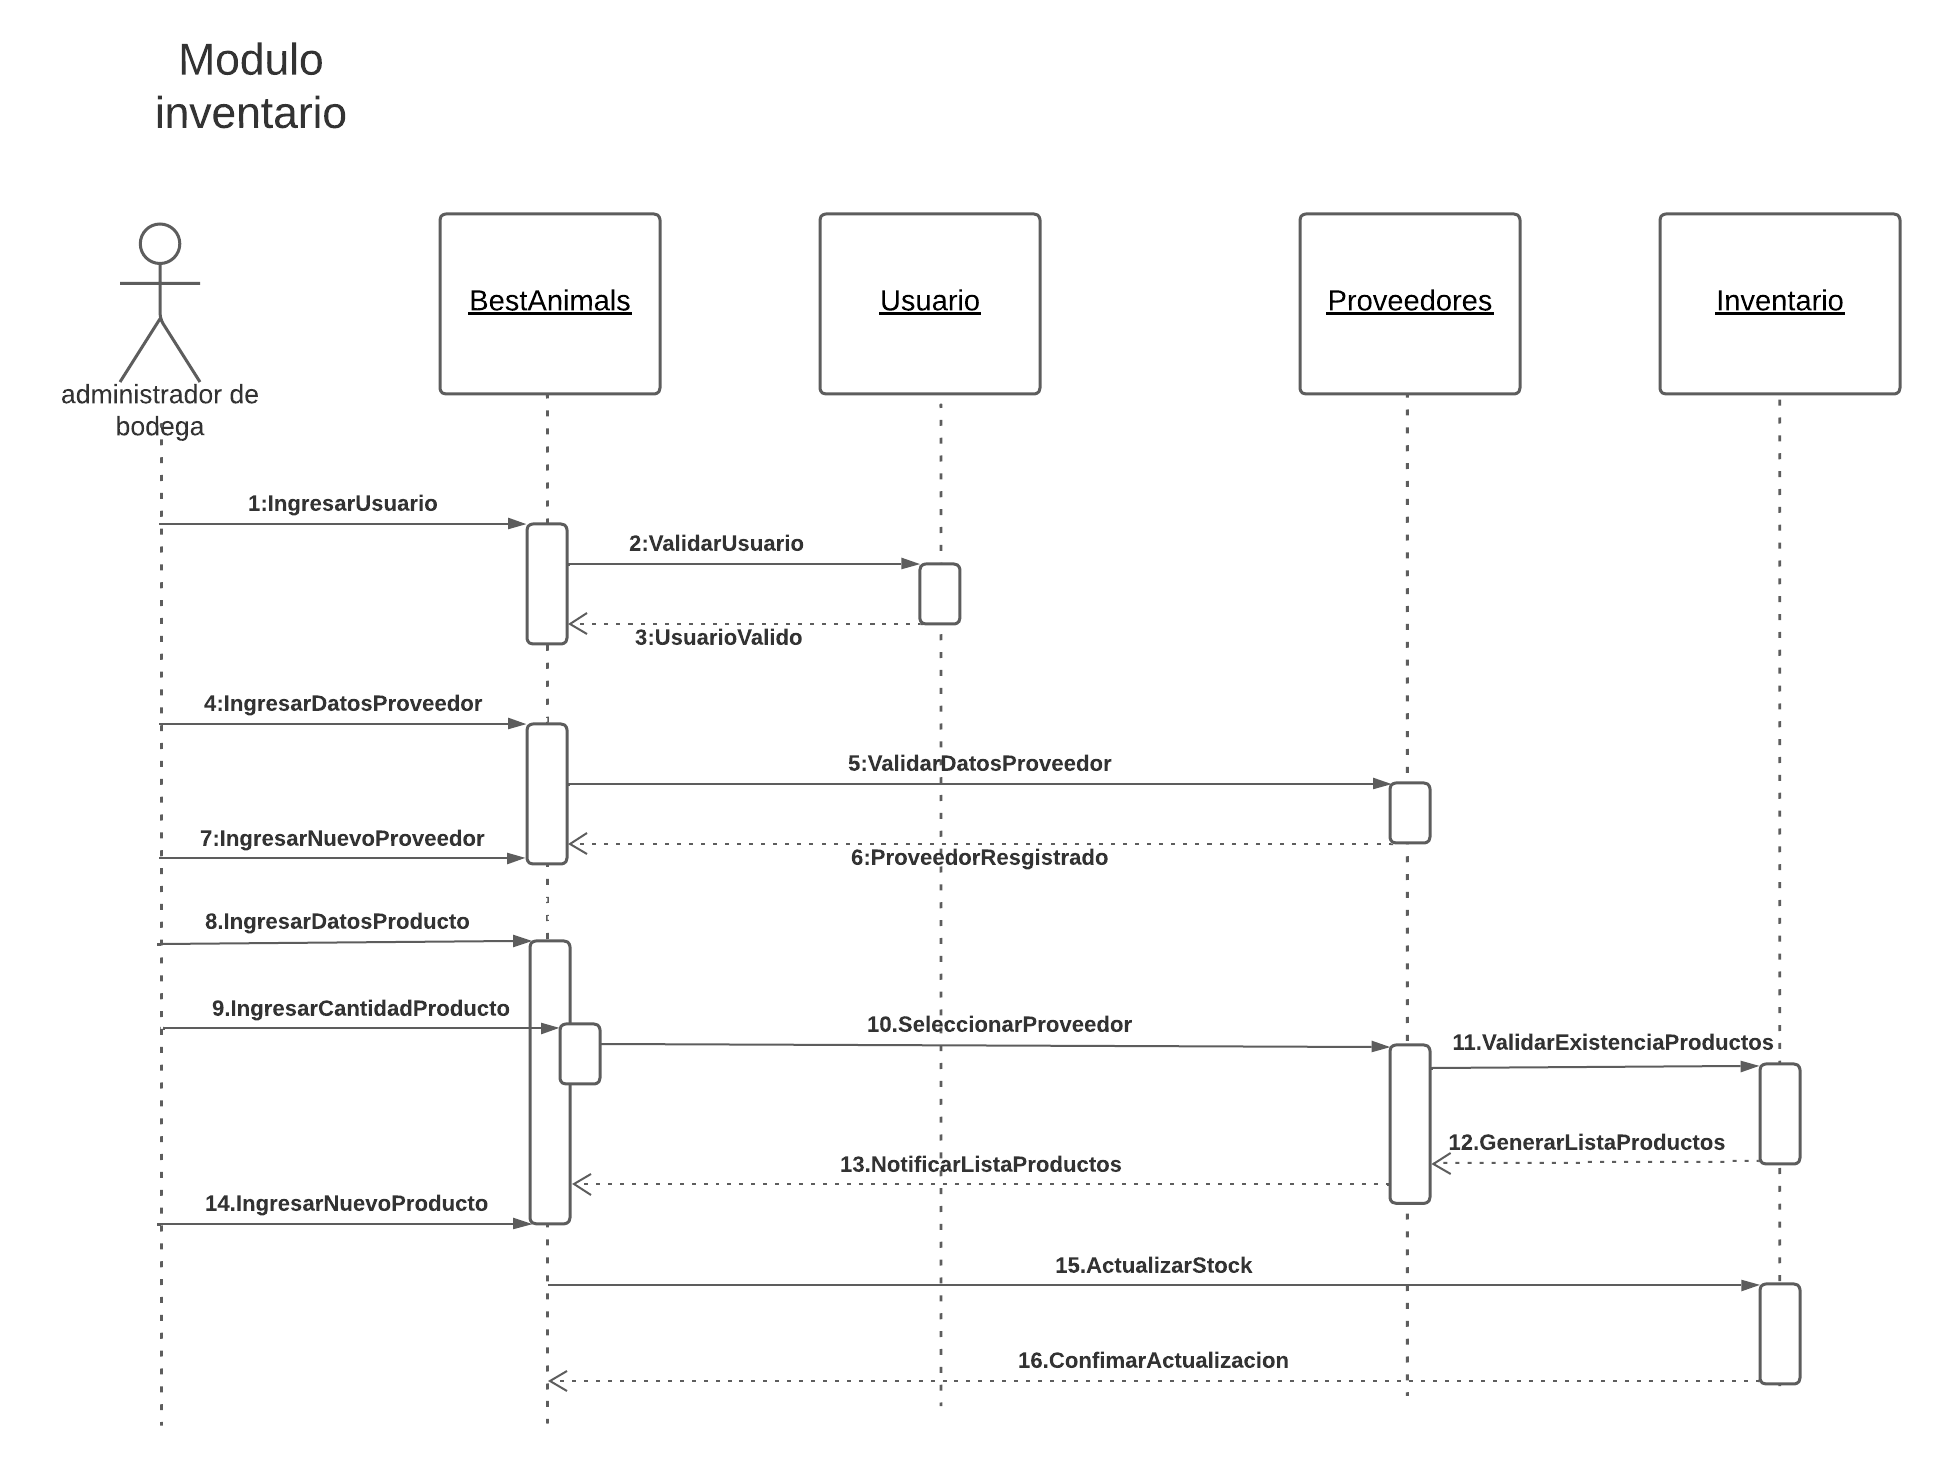 Modulo
inventario
BestAnimals
Usuario
Proveedores
Inventario
administrador de
bodega
1:IngresarUsuario
2:ValidarUsuario
3:UsuarioValido
4:IngresarDatosProveedor
5:ValidarDatosProveedor
7:IngresarNuevoProveedor
6:ProveedorResgistrado
8.IngresarDatosProducto
9.IngresarCantidadProducto
10.SeleccionarProveedor
11.ValidarExistenciaProductos
12.GenerarListaProductos
13.NotificarListaProductos
14.IngresarNuevoProducto
15.ActualizarStock
16.ConfimarActualizacion